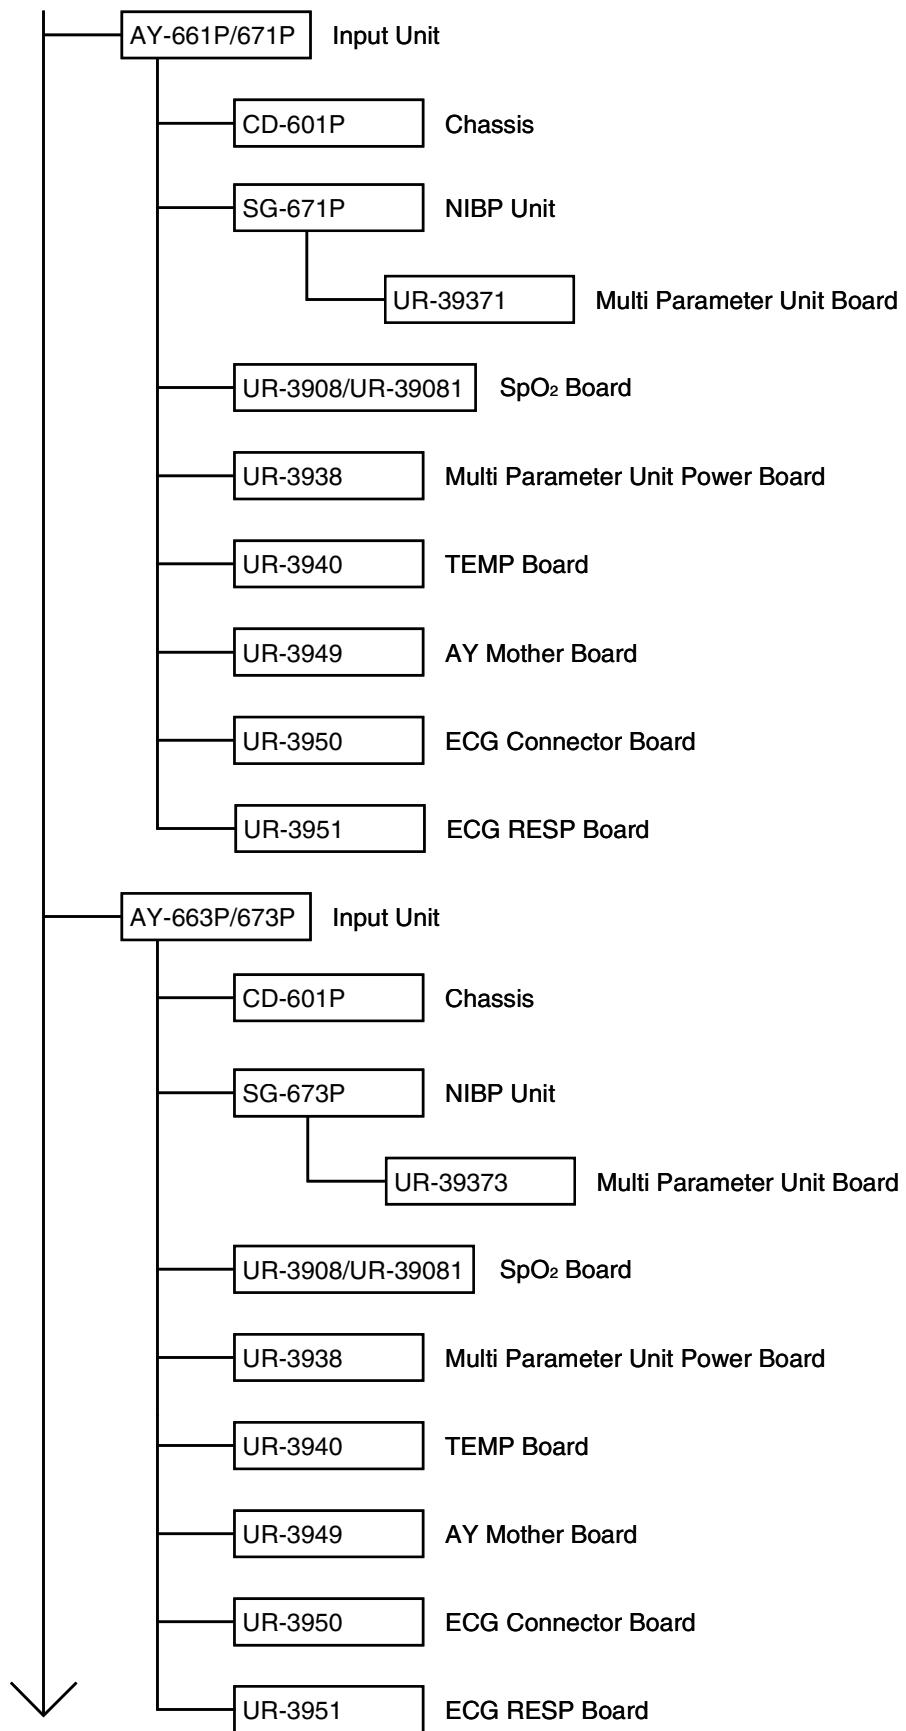 AY-661P/671P Input Unit
CD-601P Chassis
SG-671P NIBP Unit
UR-39371 Multi Parameter Unit Board
UR-3908/UR-39081 SpO₂ Board
UR-3938 Multi Parameter Unit Power Board
UR-3940 TEMP Board
UR-3949 AY Mother Board
UR-3950 ECG Connector Board
UR-3951 ECG RESP Board
AY-663P/673P Input Unit
CD-601P Chassis
SG-673P NIBP Unit
UR-39373 Multi Parameter Unit Board
UR-3908/UR-39081 SpO₂ Board
UR-3938 Multi Parameter Unit Power Board
UR-3940 TEMP Board
UR-3949 AY Mother Board
UR-3950 ECG Connector Board
UR-3951 ECG RESP Board